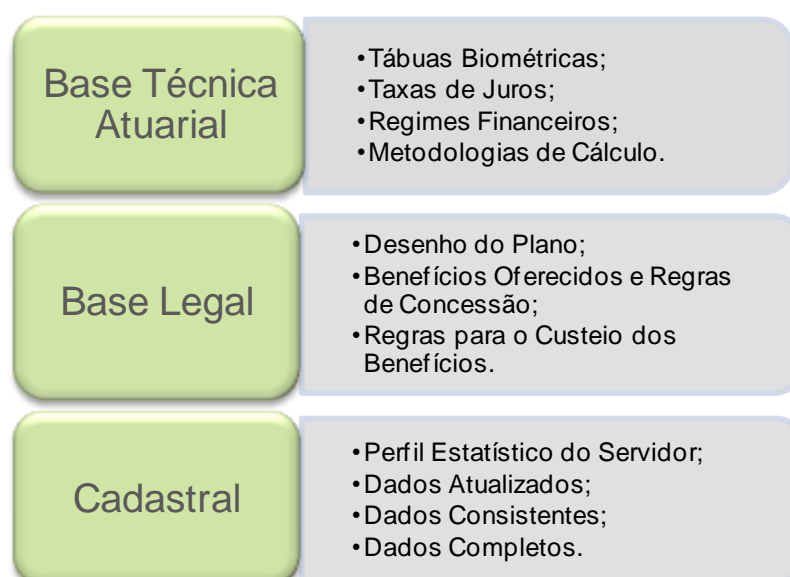 Base Técnica
Atuarial
•Tábuas Biométricas;
•Taxas de Juros;
•Regimes Financeiros;
•Metodologias de Cálculo.
Base Legal
•Desenho do Plano;
•Benefícios Oferecidos e Regras
de Concessão;
•Regras para o Custeio dos
Benefícios.
Cadastral
•Perfil Estatístico do Servidor;
•Dados Atualizados;
•Dados Consistentes;
•Dados Completos.